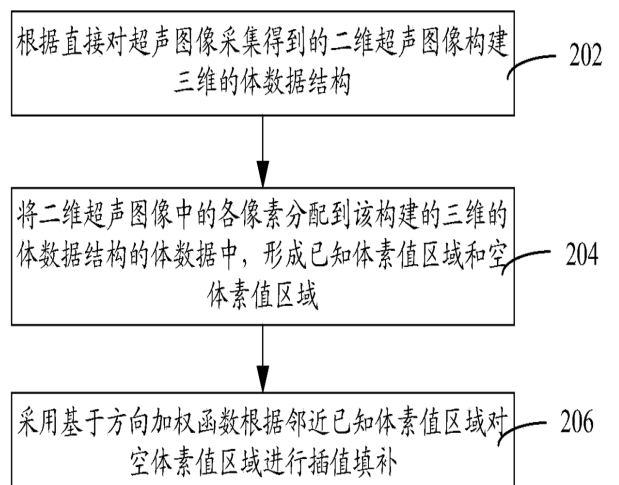 根据直接对超声图像采集得到的二维超声图像构建
三维的体数据结构
202
将二维超声图像中的各像素分配到该构建的三维的
体数据结构的体数据中，形成已知体素值区域和空
体素值区域
204
采用基于方向加权函数根据邻近已知体素值区域对
空体素值区域进行插值填补
206